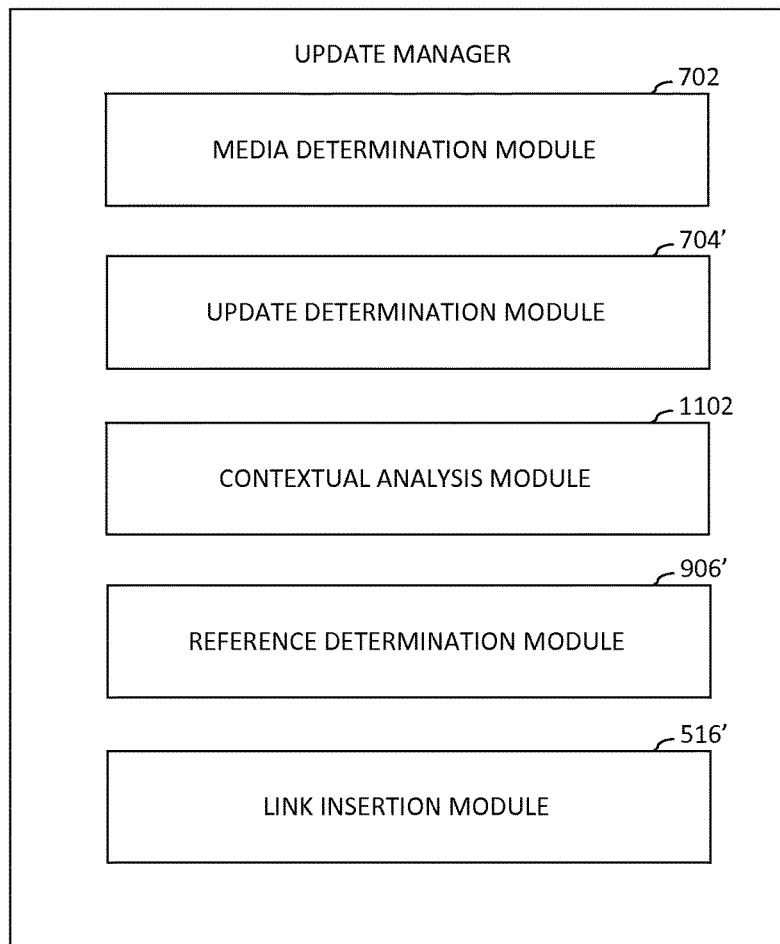 UPDATE MANAGER
702
MEDIA DETERMINATION MODULE
704’
UPDATE DETERMINATION MODULE
1102
CONTEXTUAL ANALYSIS MODULE
906’
REFERENCE DETERMINATION MODULE
516’
LINK INSERTION MODULE